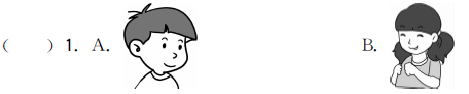 (    ) 1. A.    B.